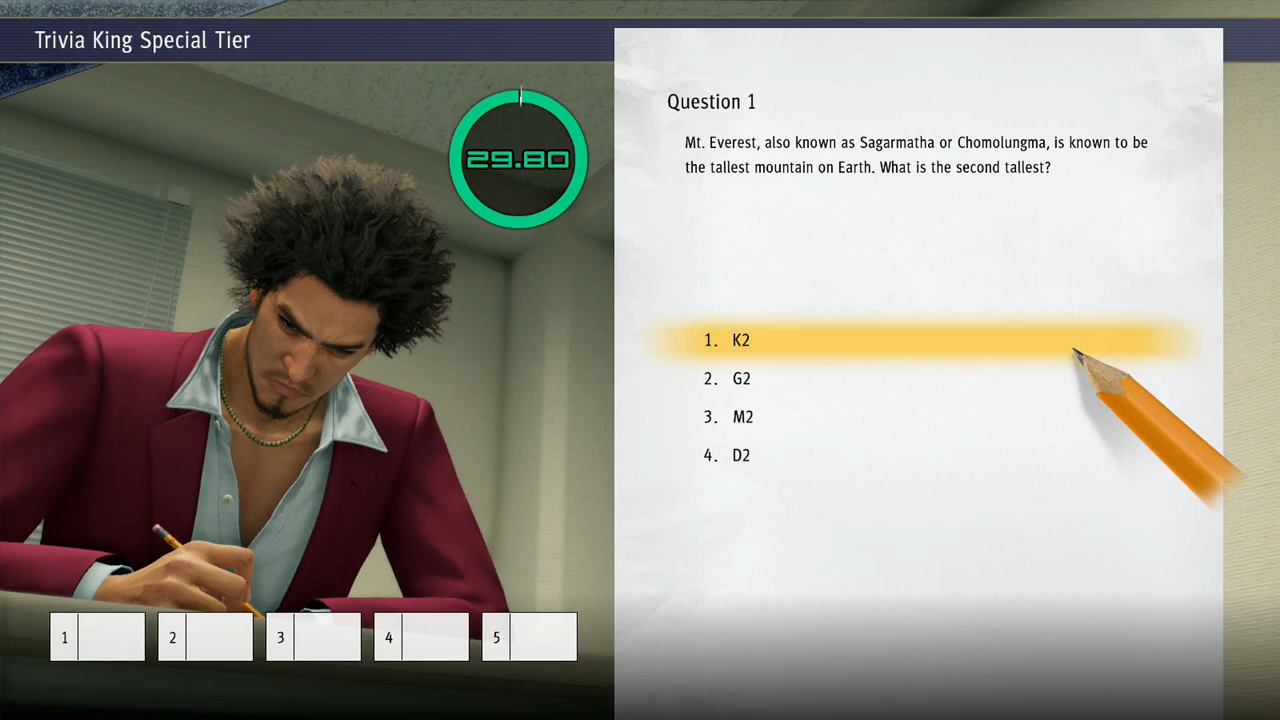 Trivia King Special Tier
29.80
Question 1
Mt. Everest, also known as Sagarmatha or Chomolungma, is known to be
the tallest mountain on Earth. What is the second tallest?
1. K2
2. G2
3. M2
4. D2
1 2 3 4 5